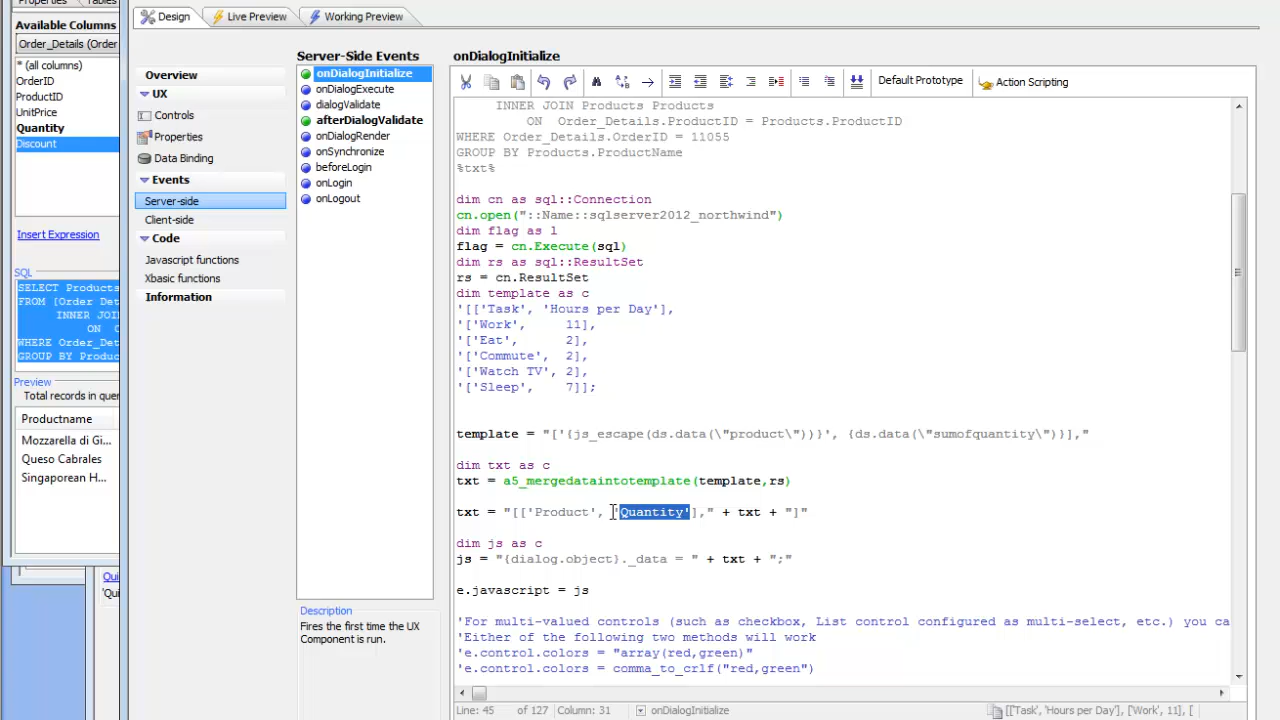 Properties
Tables
Available Columns
Order_Details (Order
* (all columns)
OrderID
ProductID
UnitPrice
Quantity
Discount
Insert Expression
SQL
SELECT Products
FROM [Order Det
INNER JOIN
ON O
WHERE Order_Det
GROUP BY Produc
Preview
Total records in quer
Productname
Mozzarella di Gi...
Queso Cabrales
Singaporean H...
Design
Live Preview
Working Preview
Overview
UX
Controls
Properties
Data Binding
Events
Server-side
Client-side
Code
Javascript functions
Xbasic functions
Information
Server-Side Events
onDialogInitialize
onDialogExecute
dialogValidate
afterDialogValidate
onDialogRender
onSynchronize
beforeLogin
onLogin
onLogout
Description
Fires the first time the UX
Component is run.
onDialogInitialize
Default Prototype
Action Scripting
INNER JOIN Products Products
ON Order_Details.ProductID = Products.ProductID
WHERE Order_Details.OrderID = 11055
GROUP BY Products.ProductName
%txt%
dim cn as sql::Connection
cn.open("::Name::sqlserver2012_northwind")
dim flag as l
flag = cn.Execute(sql)
dim rs as sql::ResultSet
rs = cn.ResultSet
dim template as c
'[['Task', 'Hours per Day'],
'['Work', 11],
'['Eat', 2],
'['Commute', 2],
'['Watch TV', 2],
'['Sleep', 7]];
template = "['{js_escape(ds.data(\"product\"))}', {ds.data(\"sumofquantity\")}],"
dim txt as c
txt = a5_mergedataintotemplate(template,rs)
txt = "[['Product', 'Quantity']," + txt + "]"
dim js as c
js = "{dialog.object}._data = " + txt + ";"
e.javascript = js
'For multi-valued controls (such as checkbox, List control configured as multi-select, etc.) you ca
'Either of the following two methods will work
'e.control.colors = "array(red,green)"
'e.control.colors = comma_to_crlf("red,green")
Line: 45 of 127 Column: 31 onDialogInitialize [['Task', 'Hours per Day'], ['Work', 11], [